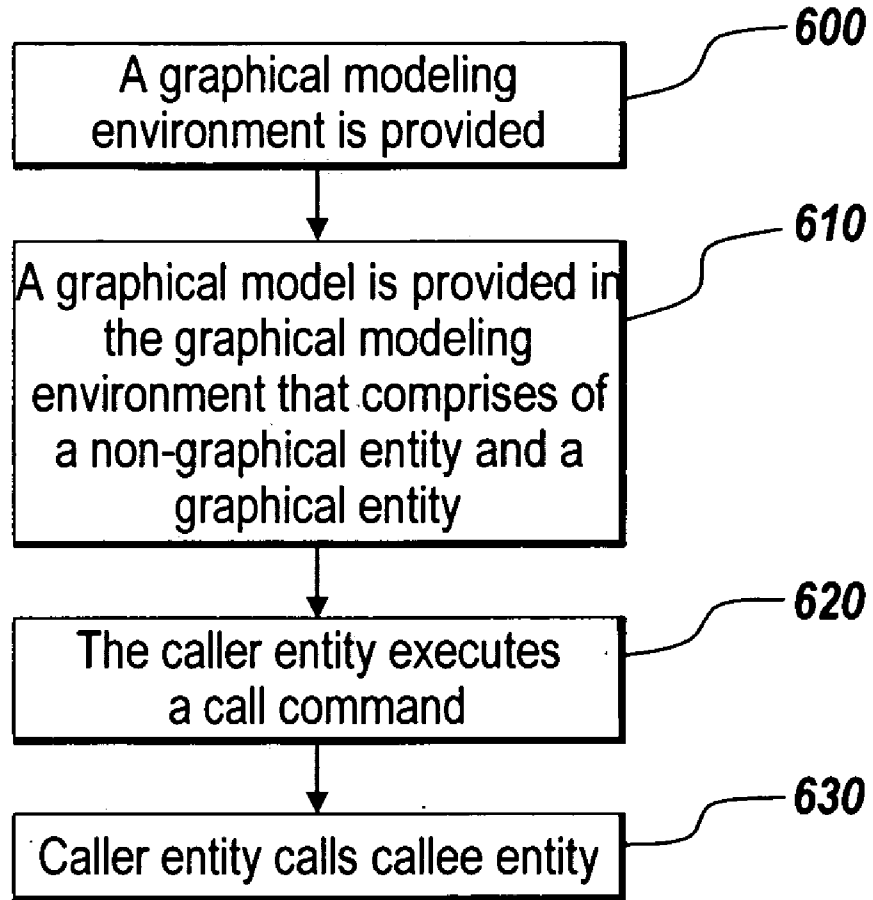 600
A graphical modeling
environment is provided
610
A graphical model is provided in
the graphical modeling
environment that comprises of
a non-graphical entity and a
graphical entity
620
The caller entity executes
a call command
630
Caller entity calls callee entity